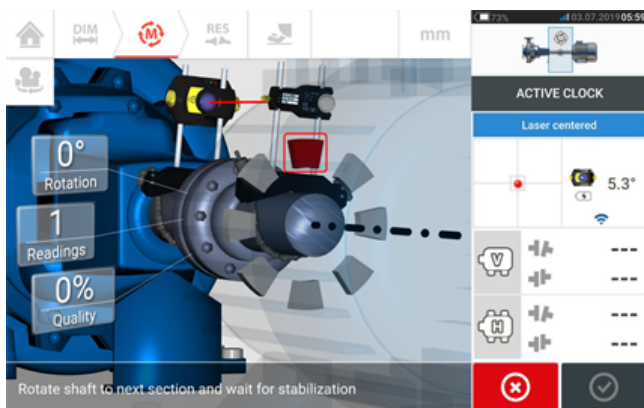 DIM
M
RES
mm
73%
03.07.2019 05:59
ACTIVE CLOCK
Laser centered
5.3°
0°
Rotation
1
Readings
0%
Quality
V
---
---
H
---
---
Rotate shaft to next section and wait for stabilization